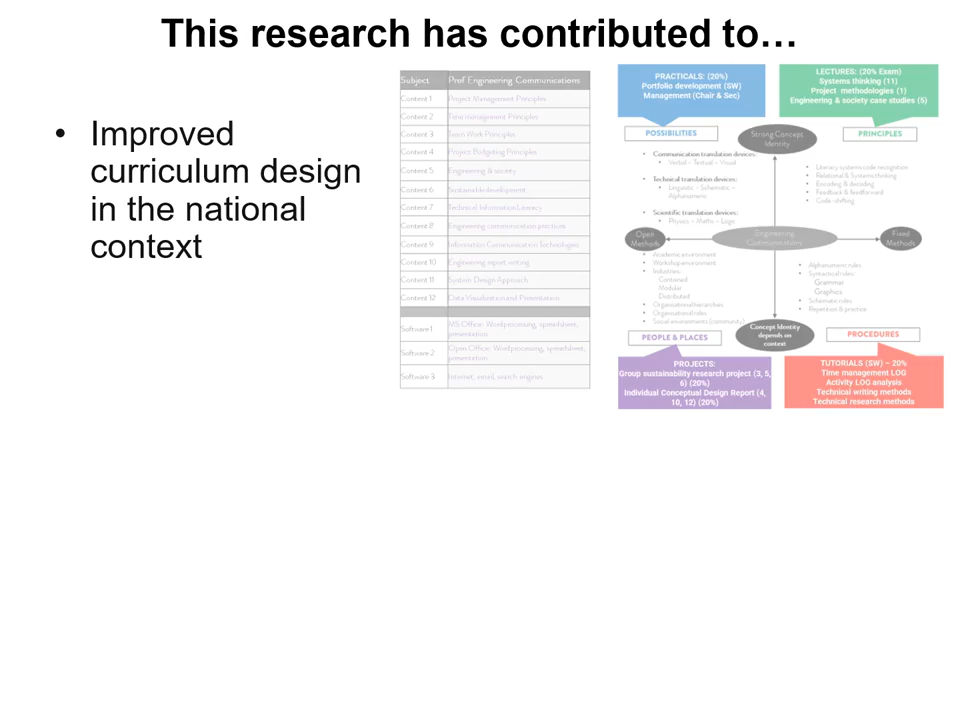 This research has contributed to…
• Improved
curriculum design
in the national
context
Subject Prof Engineering Communications
Content 1 Project Management Principles
Content 2 Time management Principles
Content 3 Team Work Principles
Content 4 Project Budgeting Principles
Content 5 Engineering & society
Content 6 Sustainable development
Content 7 Technical Information Literacy
Content 8 Engineering communication practices
Content 9 Information Communication Technologies
Content 10 Engineering report writing
Content 11 System Design Approach
Content 12 Data Visualisation and Presentation
Software 1 MS Office: Wordprocessing, spreadsheet,
presentation
Software 2 Open Office: Wordprocessing, spreadsheet,
presentation
Software 3 Internet, email, search engines
PRACTICALS: (20%)
Portfolio development (SW)
Management (Chair & Sec)
LECTURES: (20% Exam)
Systems thinking (11)
Project methodologies (1)
Engineering & society case studies (5)
POSSIBILITIES
Strong Concept
Identity
PRINCIPLES
• Communication translation devices:
• Verbal – Textual – Visual
• Technical translation devices:
• Linguistic – Schematic –
Alphanumeric
• Scientific translation devices:
• Physics – Maths – Logic
• Literacy systems code recognition
• Relational & Systems thinking
• Encoding & decoding
• Feedback & feedforward
• Code-shifting
Open
Methods
Engineering
Communications
Fixed
Methods
• Academic environment
• Workshop environment
• Industries:
Contained
Modular
Distributed
• Organisational hierarchies
• Organisational roles
• Social environments (community)
• Alphanumeric rules
• Syntactical rules:
Grammar
Graphics
• Schematic rules
• Repetition & practice
PEOPLE & PLACES
Concept Identity
depends on
context
PROCEDURES
PROJECTS:
Group sustainability research project (3, 5,
6) (20%)
Individual Conceptual Design Report (4,
10, 12) (20%)
TUTORIALS (SW) – 20%
Time management LOG
Activity LOG analysis
Technical writing methods
Technical research methods